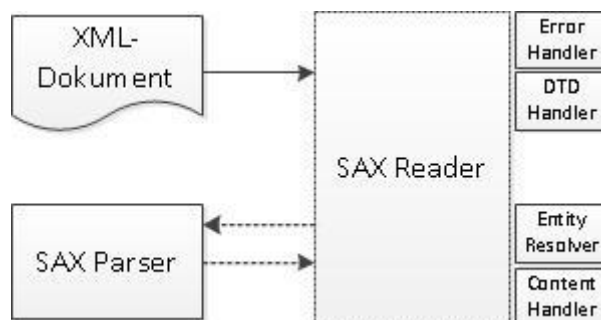 XML-
Dokument
SAX Reader
Error
Handler
DTD
Handler
SAX Parser
Entity
Resolver
Content
Handler